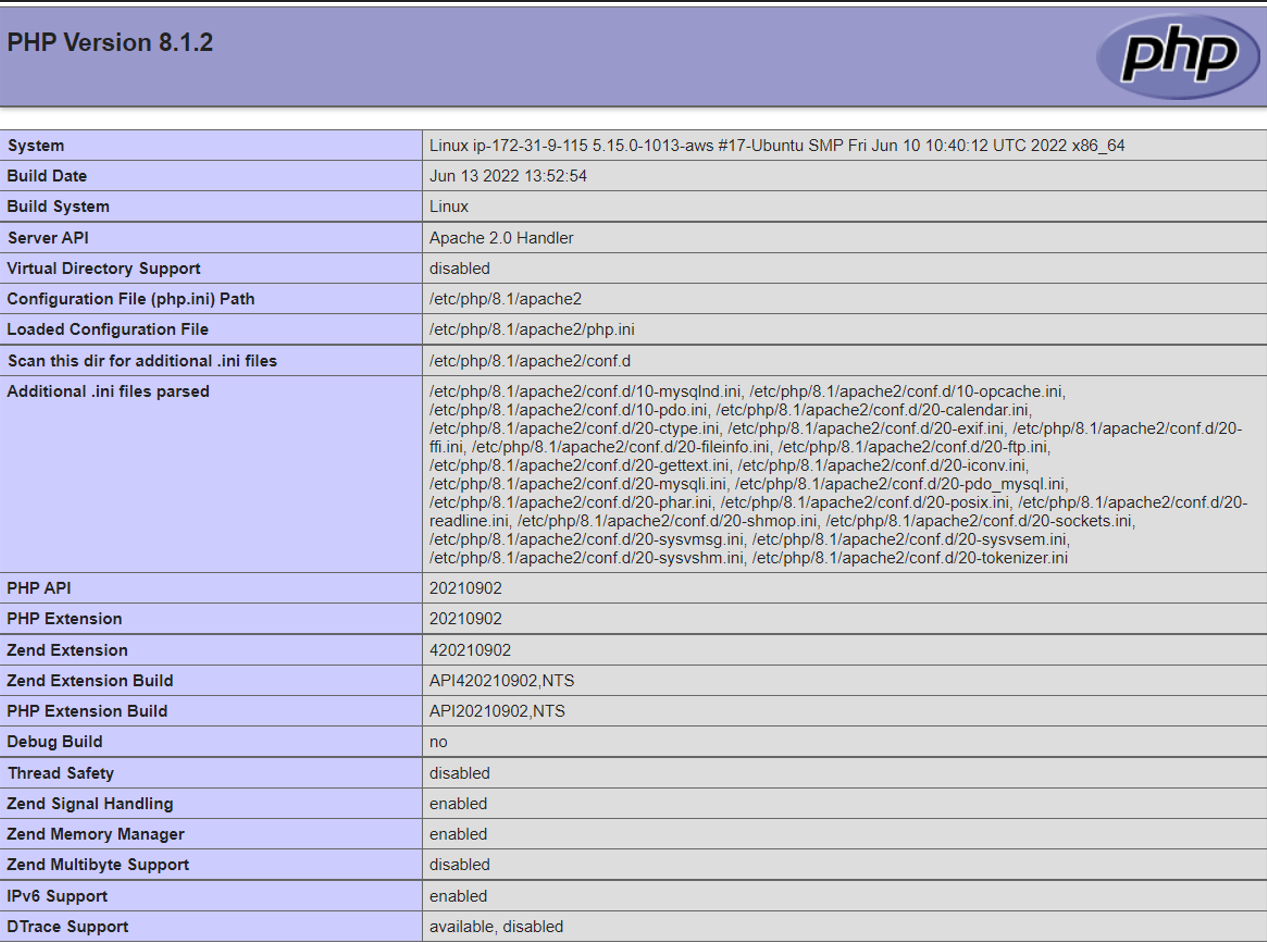 PHP Version 8.1.2
php
System Linux ip-172-31-9-115 5.15.0-1013-aws #17-Ubuntu SMP Fri Jun 10 10:40:12 UTC 2022 x86_64
Build Date Jun 13 2022 13:52:54
Build System Linux
Server API Apache 2.0 Handler
Virtual Directory Support disabled
Configuration File (php.ini) Path /etc/php/8.1/apache2
Loaded Configuration File /etc/php/8.1/apache2/php.ini
Scan this dir for additional .ini files /etc/php/8.1/apache2/conf.d
Additional .ini files parsed /etc/php/8.1/apache2/conf.d/10-mysqlnd.ini, /etc/php/8.1/apache2/conf.d/10-opcache.ini,
/etc/php/8.1/apache2/conf.d/10-pdo.ini, /etc/php/8.1/apache2/conf.d/20-calendar.ini,
/etc/php/8.1/apache2/conf.d/20-ctype.ini, /etc/php/8.1/apache2/conf.d/20-exif.ini, /etc/php/8.1/apache2/conf.d/20-
ffi.ini, /etc/php/8.1/apache2/conf.d/20-fileinfo.ini, /etc/php/8.1/apache2/conf.d/20-ftp.ini,
/etc/php/8.1/apache2/conf.d/20-gettext.ini, /etc/php/8.1/apache2/conf.d/20-iconv.ini,
/etc/php/8.1/apache2/conf.d/20-mysqli.ini, /etc/php/8.1/apache2/conf.d/20-pdo_mysql.ini,
/etc/php/8.1/apache2/conf.d/20-phar.ini, /etc/php/8.1/apache2/conf.d/20-posix.ini, /etc/php/8.1/apache2/conf.d/20-
readline.ini, /etc/php/8.1/apache2/conf.d/20-shmop.ini, /etc/php/8.1/apache2/conf.d/20-sockets.ini,
/etc/php/8.1/apache2/conf.d/20-sysvmsg.ini, /etc/php/8.1/apache2/conf.d/20-sysvsem.ini,
/etc/php/8.1/apache2/conf.d/20-sysvshm.ini, /etc/php/8.1/apache2/conf.d/20-tokenizer.ini
PHP API 20210902
PHP Extension 20210902
Zend Extension 420210902
Zend Extension Build API420210902,NTS
PHP Extension Build API20210902,NTS
Debug Build no
Thread Safety disabled
Zend Signal Handling enabled
Zend Memory Manager enabled
Zend Multibyte Support disabled
IPv6 Support enabled
DTrace Support available, disabled